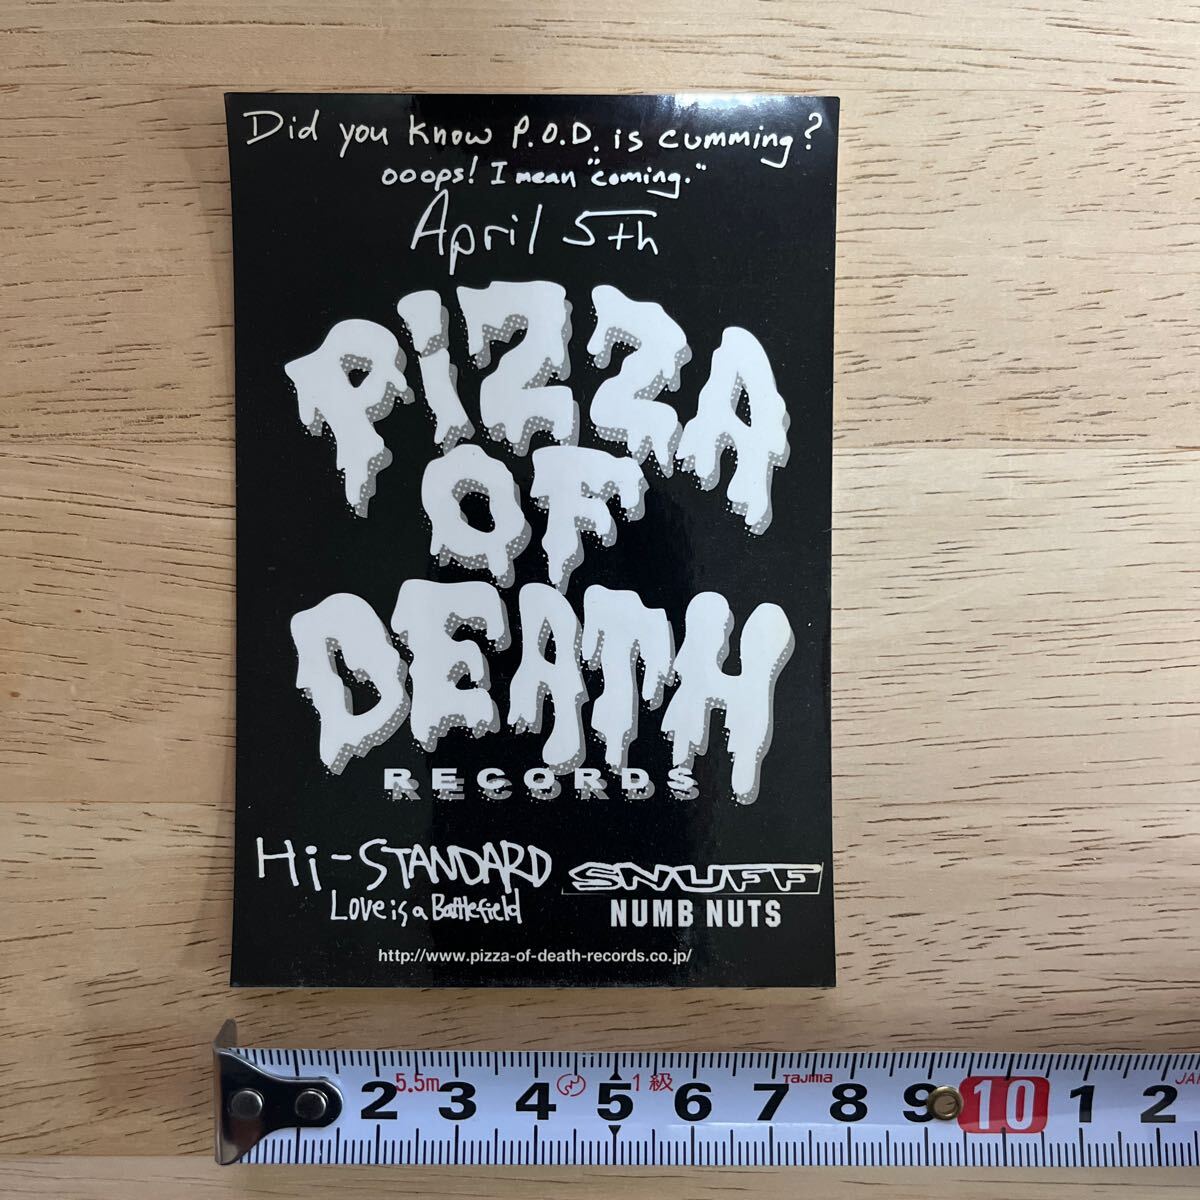 Did you know P.O.D. is cumming?
ooops! I mean "coming."
April 5th
PIZZA
OF
DEATH
RECORDS
Hi-STANDARD
Love is a Battlefield
SNUFF
NUMB NUTS
http://www.pizza-of-death-records.co.jp/
5.5m 1級 Tajima JAP
2 3 4 5 6 7 8 9 10 1 2